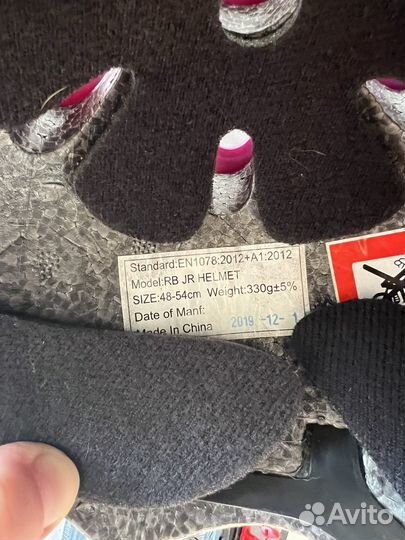 Standard:EN1078:2012+A1:2012
Model:RB JR HELMET
SIZE:48-54cm Weight:330g±5%
Date of Manf: 2019 -12- 1
Made In China
Avito